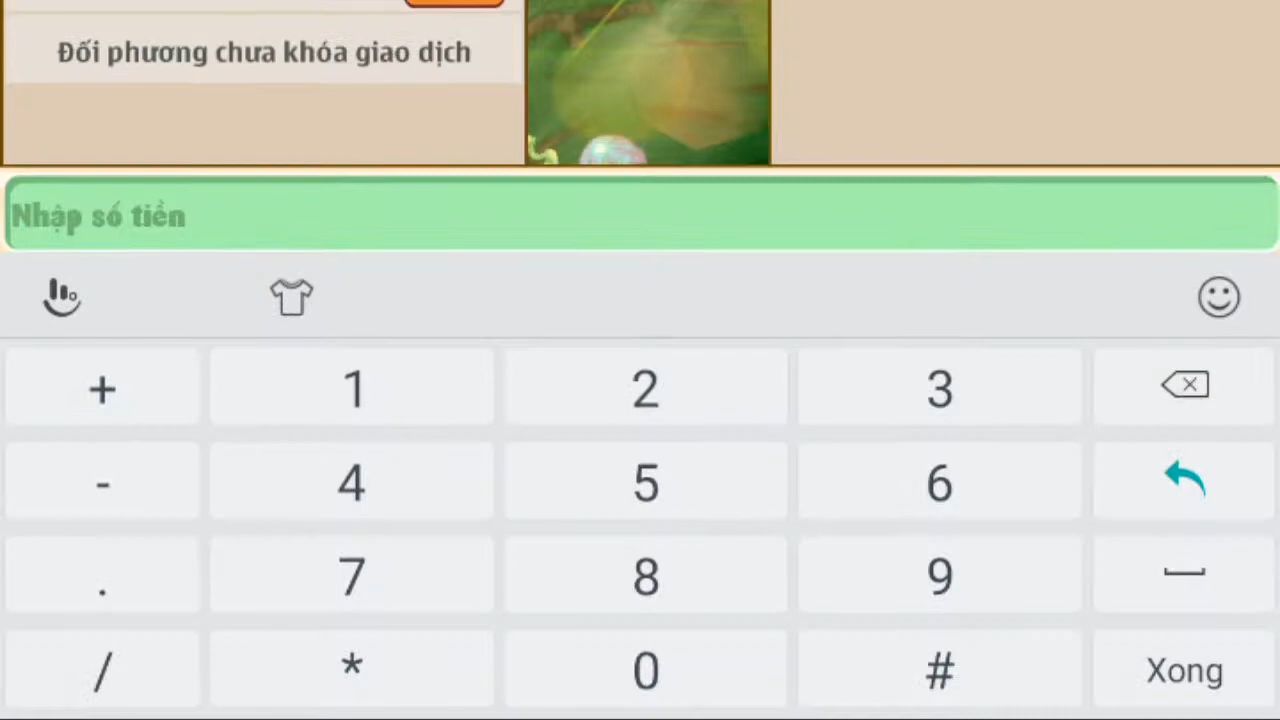 Đối phương chưa khóa giao dịch
Nhập số tiền
+ 1 2 3
- 4 5 6
. 7 8 9
/ * 0 # Xong